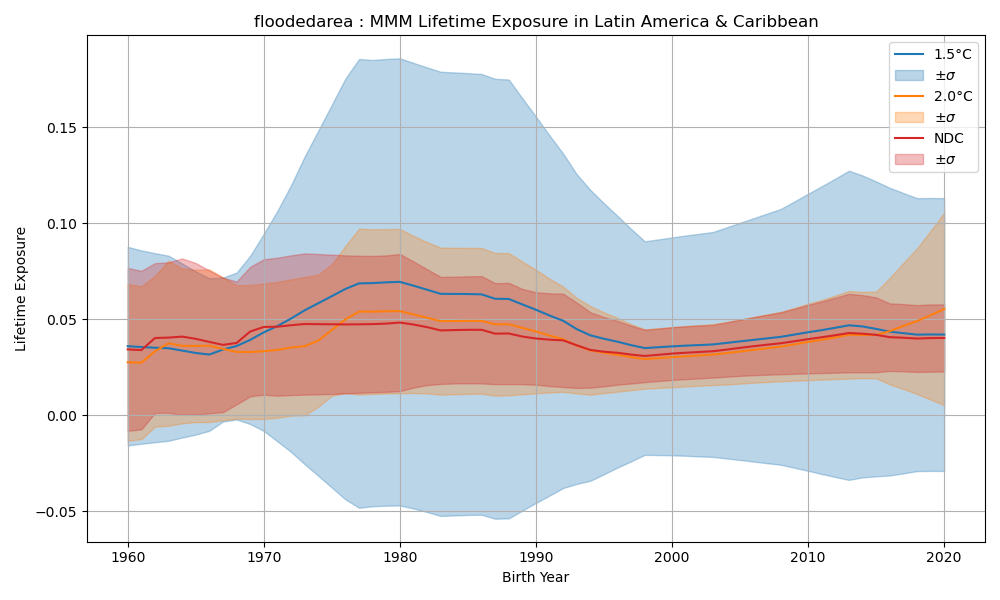 floodedarea : MMM Lifetime Exposure in Latin America & Caribbean
1.5°C
±σ
2.0°C
±σ
NDC
±σ
Lifetime Exposure
0.15
0.10
0.05
0.00
−0.05
1960
1970
1980
1990
2000
2010
2020
Birth Year